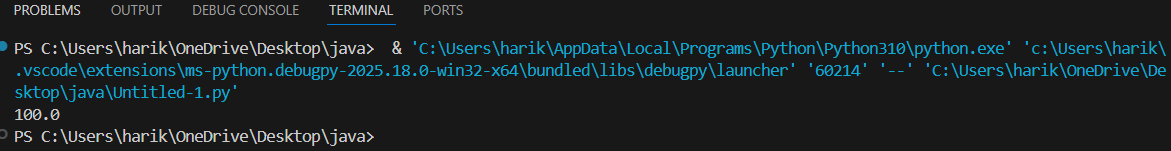 PROBLEMS OUTPUT DEBUG CONSOLE TERMINAL PORTS
PS C:\Users\harik\OneDrive\Desktop\java>  & 'C:\Users\harik\AppData\Local\Programs\Python\Python310\python.exe' 'c:\Users\harik\
.vscode\extensions\ms-python.debugpy-2025.18.0-win32-x64\bundled\libs\debugpy\launcher' '60214' '--' 'C:\Users\harik\OneDrive\De
sktop\java\Untitled-1.py'
100.0
PS C:\Users\harik\OneDrive\Desktop\java>